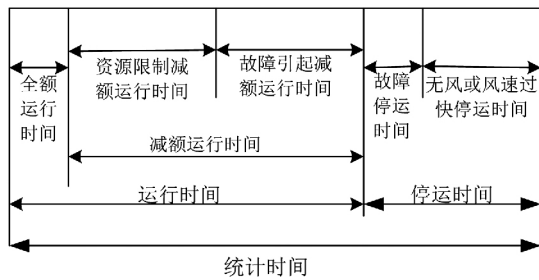 全额
运行
时间
资源限制减
额运行时间
故障引起减
额运行时间
故障
停运
时间
无风或风速过
快停运时间
减额运行时间
运行时间
停运时间
统计时间